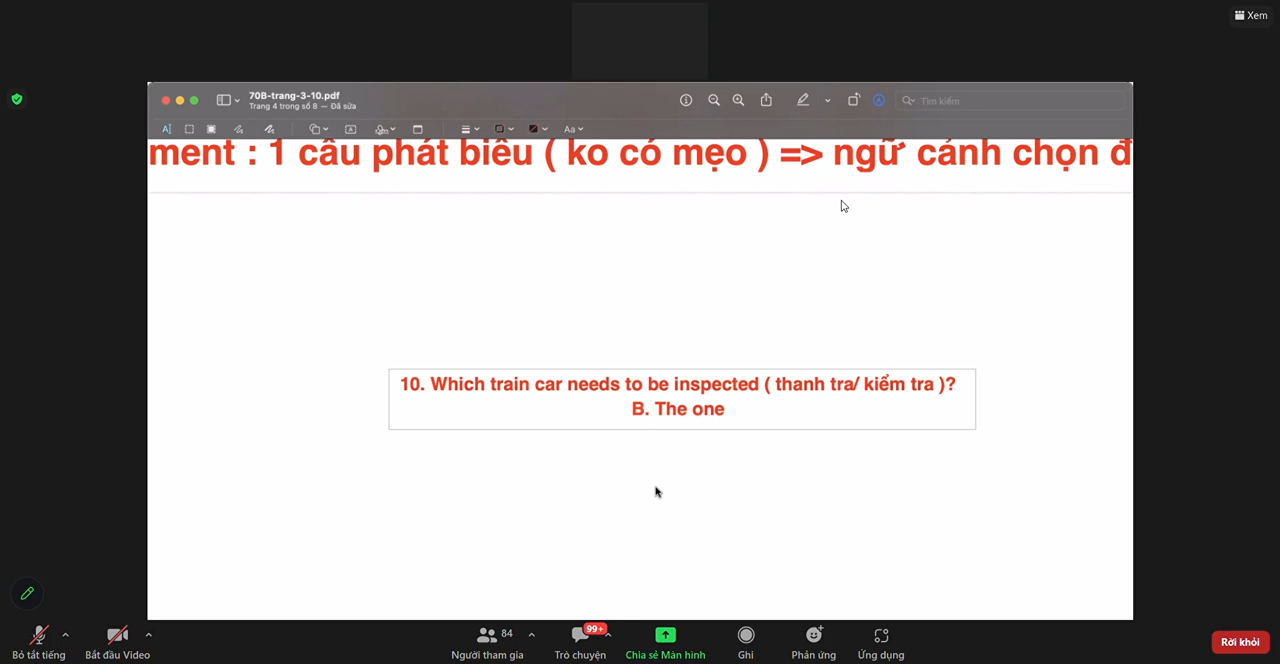 Xem
70B-trang-3-10.pdf
Trang 4 trong số 8 — Đã sửa
Tìm kiếm
Aa
ment : 1 câu phát biểu ( ko có mẹo ) => ngữ cảnh chọn đ
10. Which train car needs to be inspected ( thanh tra/ kiểm tra )?
B. The one
84
99+
Bỏ tắt tiếng
Bắt đầu Video
Người tham gia
Trò chuyện
Chia sẻ Màn hình
Ghi
Phản ứng
Ứng dụng
Rời khỏi